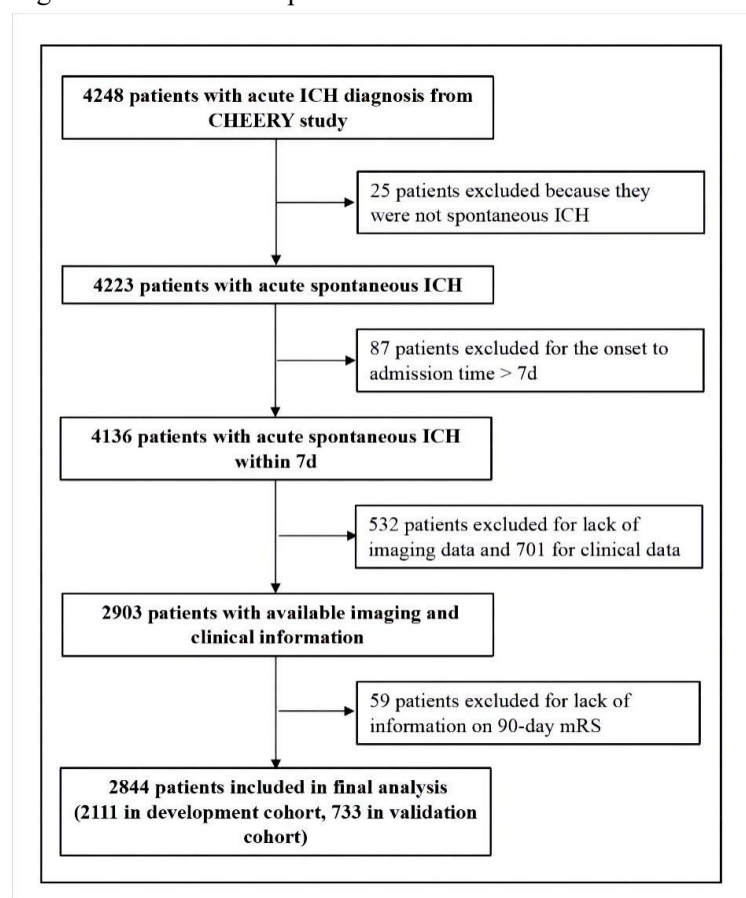 4248 patients with acute ICH diagnosis from
CHEERY study
25 patients excluded because they
were not spontaneous ICH
4223 patients with acute spontaneous ICH
87 patients excluded for the onset to
admission time > 7d
4136 patients with acute spontaneous ICH
within 7d
532 patients excluded for lack of
imaging data and 701 for clinical data
2903 patients with available imaging and
clinical information
59 patients excluded for lack of
information on 90-day mRS
2844 patients included in final analysis
(2111 in development cohort, 733 in validation
cohort)